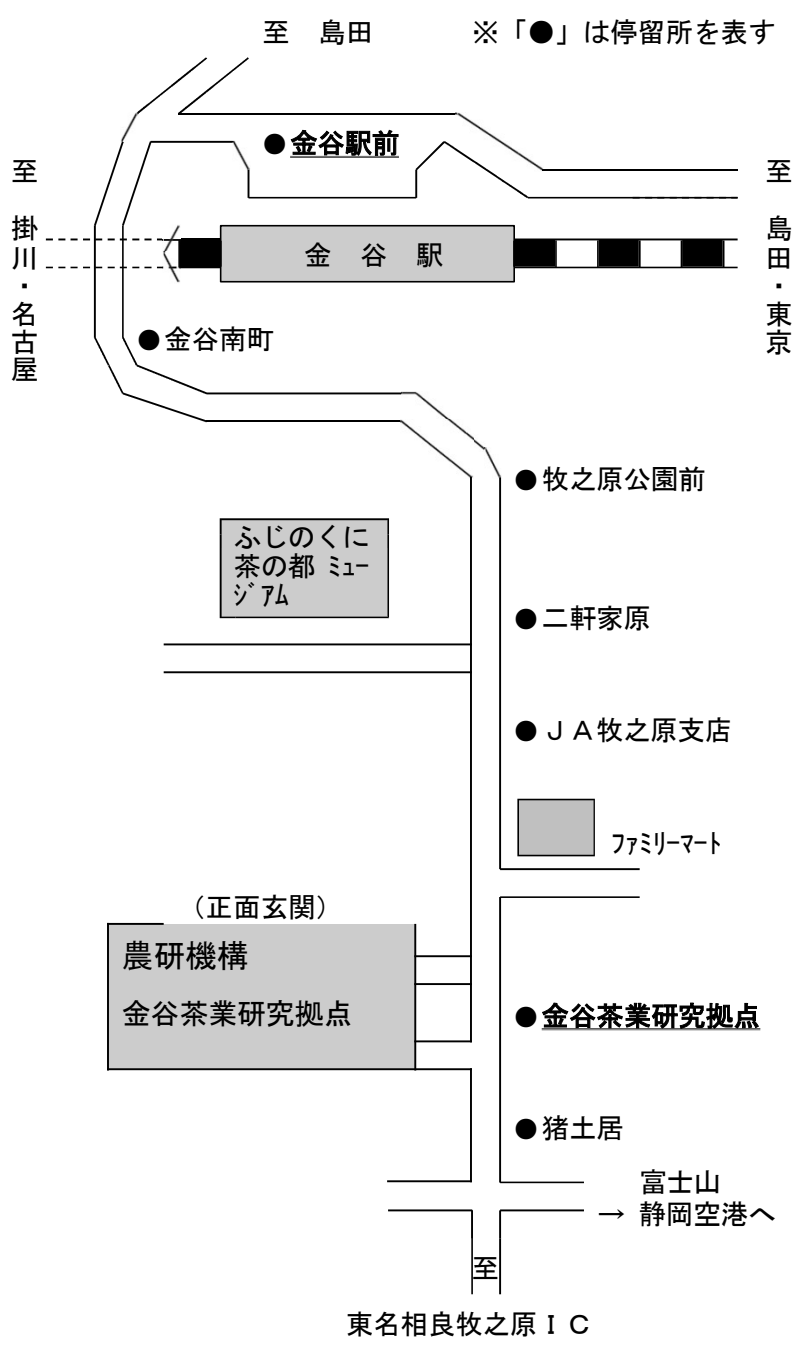 至 島田
※「●」は停留所を表す
●金谷駅前
至 掛川・名古屋
金 谷 駅
至 島田・東京
●金谷南町
●牧之原公園前
ふじのくに
茶の都 ﾐｭｰ
ｼﾞｱﾑ
●二軒家原
●ＪＡ牧之原支店
ﾌｧﾐﾘｰﾏｰﾄ
（正面玄関）
農研機構
金谷茶業研究拠点
●金谷茶業研究拠点
●猪土居
富士山
→ 静岡空港へ
至
東名相良牧之原ＩＣ